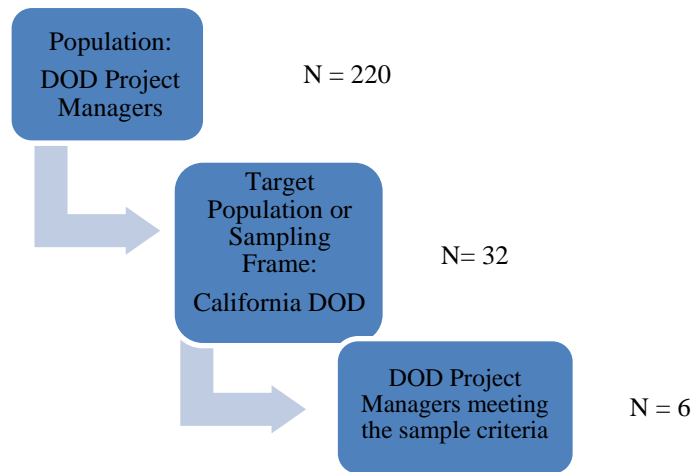 Population:
DOD Project
Managers
N = 220
Target
Population or
Sampling
Frame:
California DOD
N= 32
DOD Project
Managers meeting
the sample criteria
N = 6